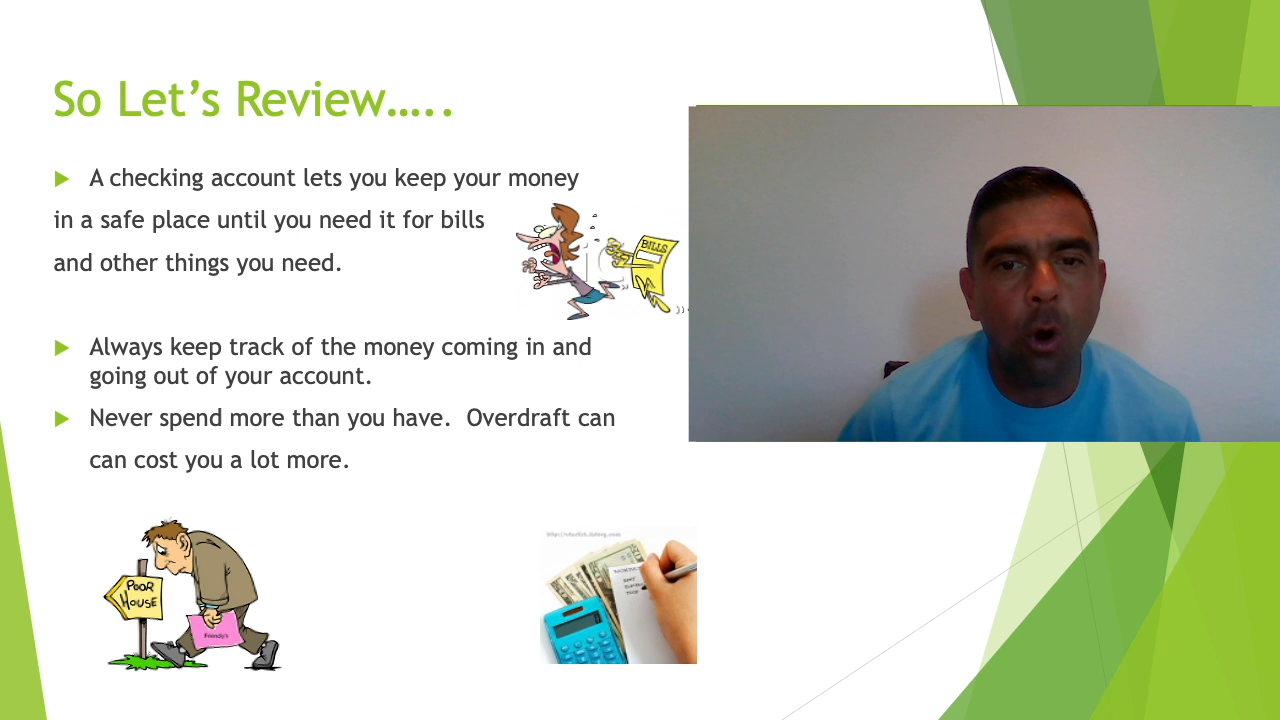 So Let’s Review…..
A checking account lets you keep your money
in a safe place until you need it for bills
and other things you need.
BILLS
Always keep track of the money coming in and
going out of your account.
Never spend more than you have.  Overdraft can
can cost you a lot more.
POOR
HOUSE
Friendly's